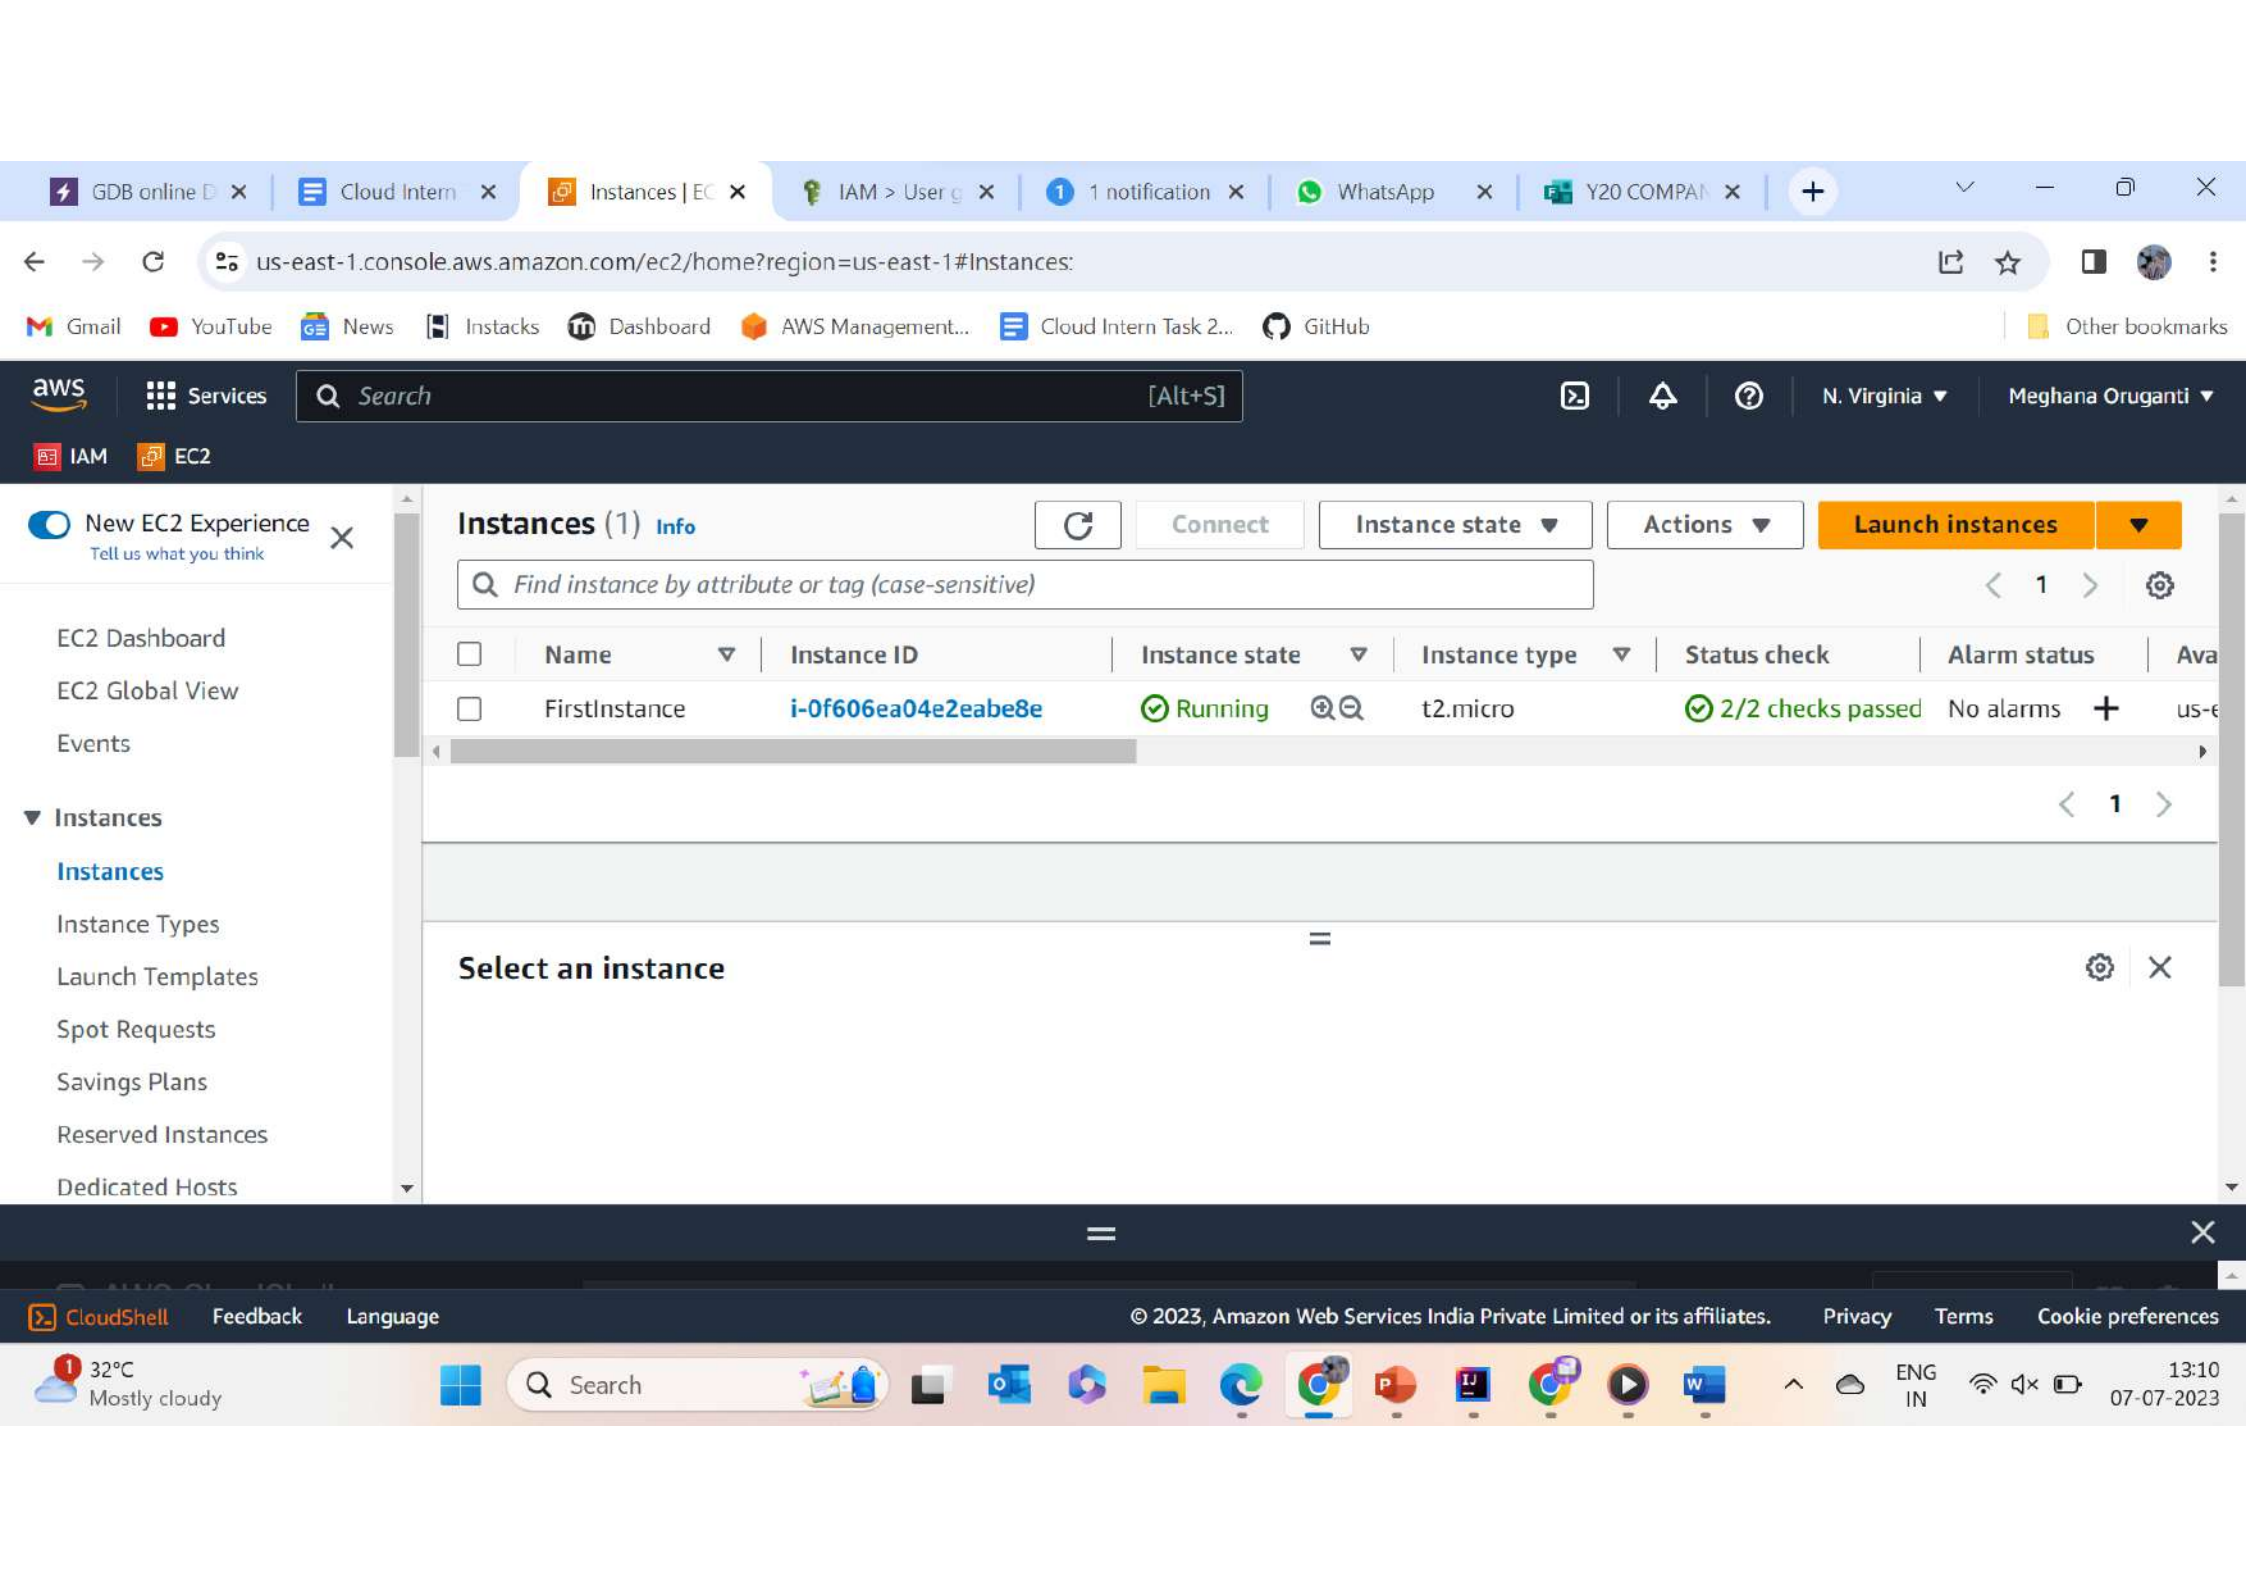 GDB online D
Cloud Intern
Instances | EC
IAM > User g
1 notification
WhatsApp
Y20 COMPAN
us-east-1.console.aws.amazon.com/ec2/home?region=us-east-1#Instances:
Gmail YouTube News Instacks Dashboard AWS Management... Cloud Intern Task 2... GitHub Other bookmarks
aws Services Search [Alt+S] N. Virginia Meghana Oruganti
IAM EC2
New EC2 Experience
Tell us what you think
EC2 Dashboard
EC2 Global View
Events
Instances
Instances
Instance Types
Launch Templates
Spot Requests
Savings Plans
Reserved Instances
Dedicated Hosts
Instances (1) Info Connect Instance state Actions Launch instances
Find instance by attribute or tag (case-sensitive) 1
Name Instance ID Instance state Instance type Status check Alarm status Ava
FirstInstance i-0f606ea04e2eabe8e Running t2.micro 2/2 checks passed No alarms + us-e
1
Select an instance
CloudShell Feedback Language © 2023, Amazon Web Services India Private Limited or its affiliates. Privacy Terms Cookie preferences
1 32°C
Mostly cloudy
Search
ENG
IN
13:10
07-07-2023